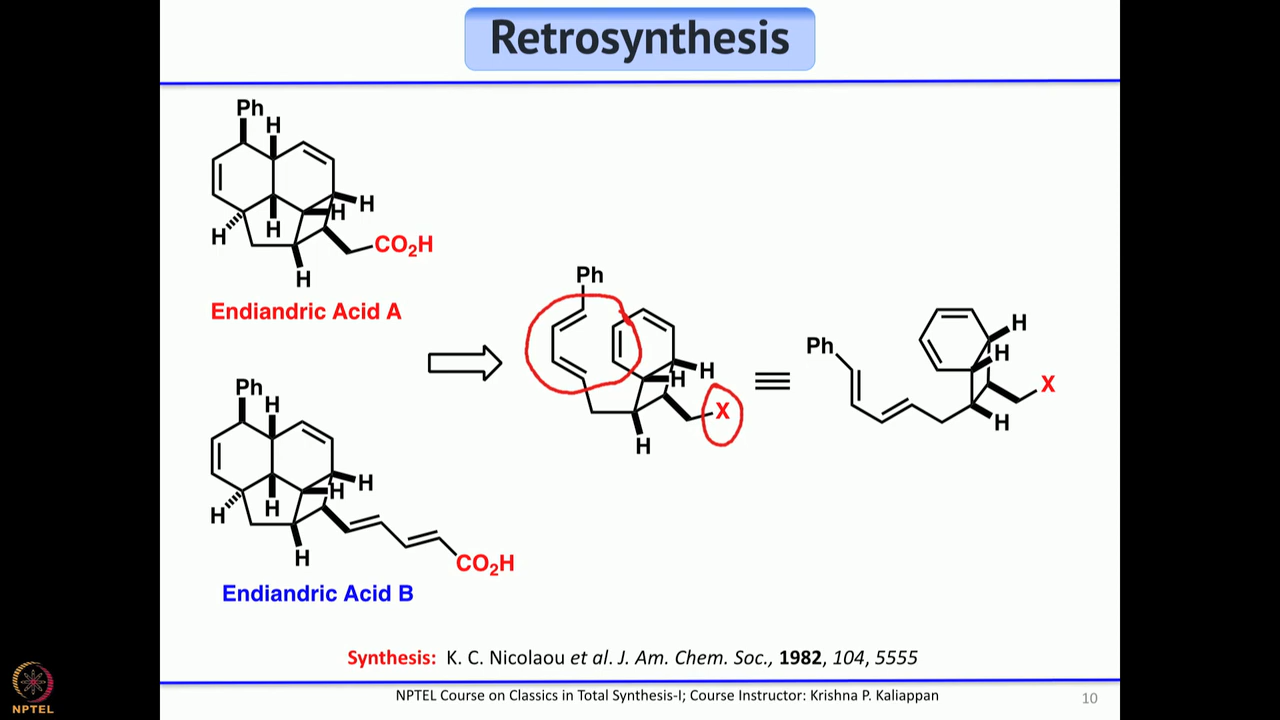 Retrosynthesis
Ph
H
H
H
H
H
CO2H
H
Endiandric Acid A
Ph
H
H
H
H
H
H
CO2H
Endiandric Acid B
Ph
H
H
X
H
Ph
H
H
X
H
Synthesis: K. C. Nicolaou et al. J. Am. Chem. Soc., 1982, 104, 5555
NPTEL Course on Classics in Total Synthesis-I; Course Instructor: Krishna P. Kaliappan
10
NPTEL